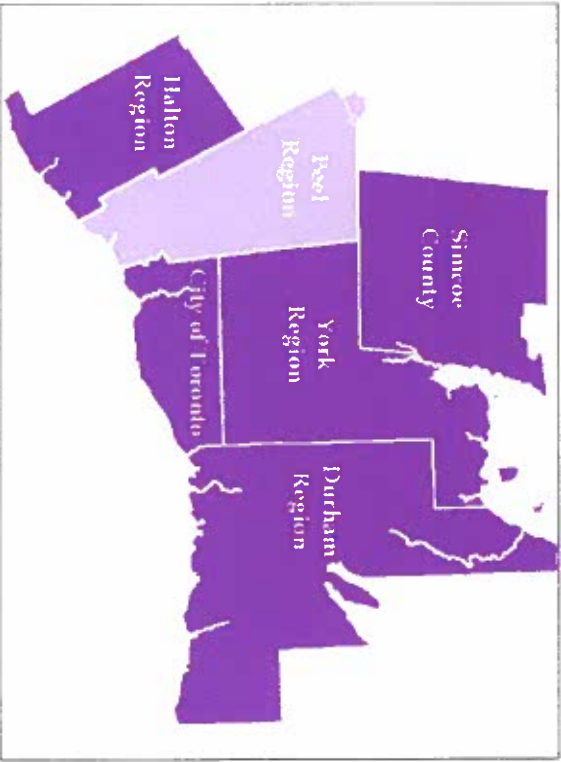 Halton
Region
Peel
Region
Simcoe
County
York
Region
City of Toronto
Durham
Region